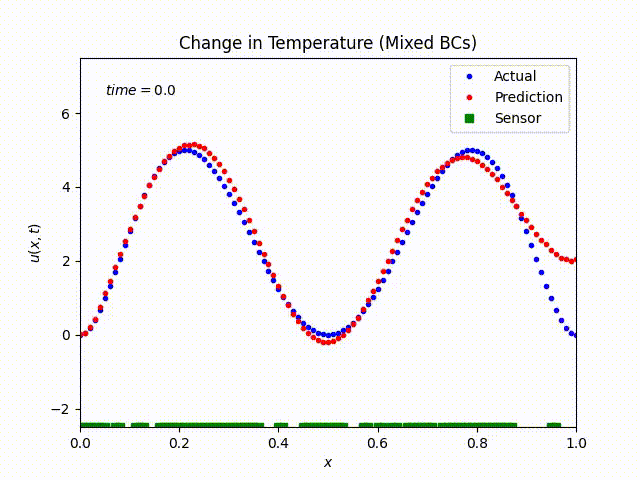 Change in Temperature (Mixed BCs)
time = 0.0
Actual
Prediction
Sensor
6
4
2
0
−2
u(x, t)
0.0 0.2 0.4 0.6 0.8 1.0
x